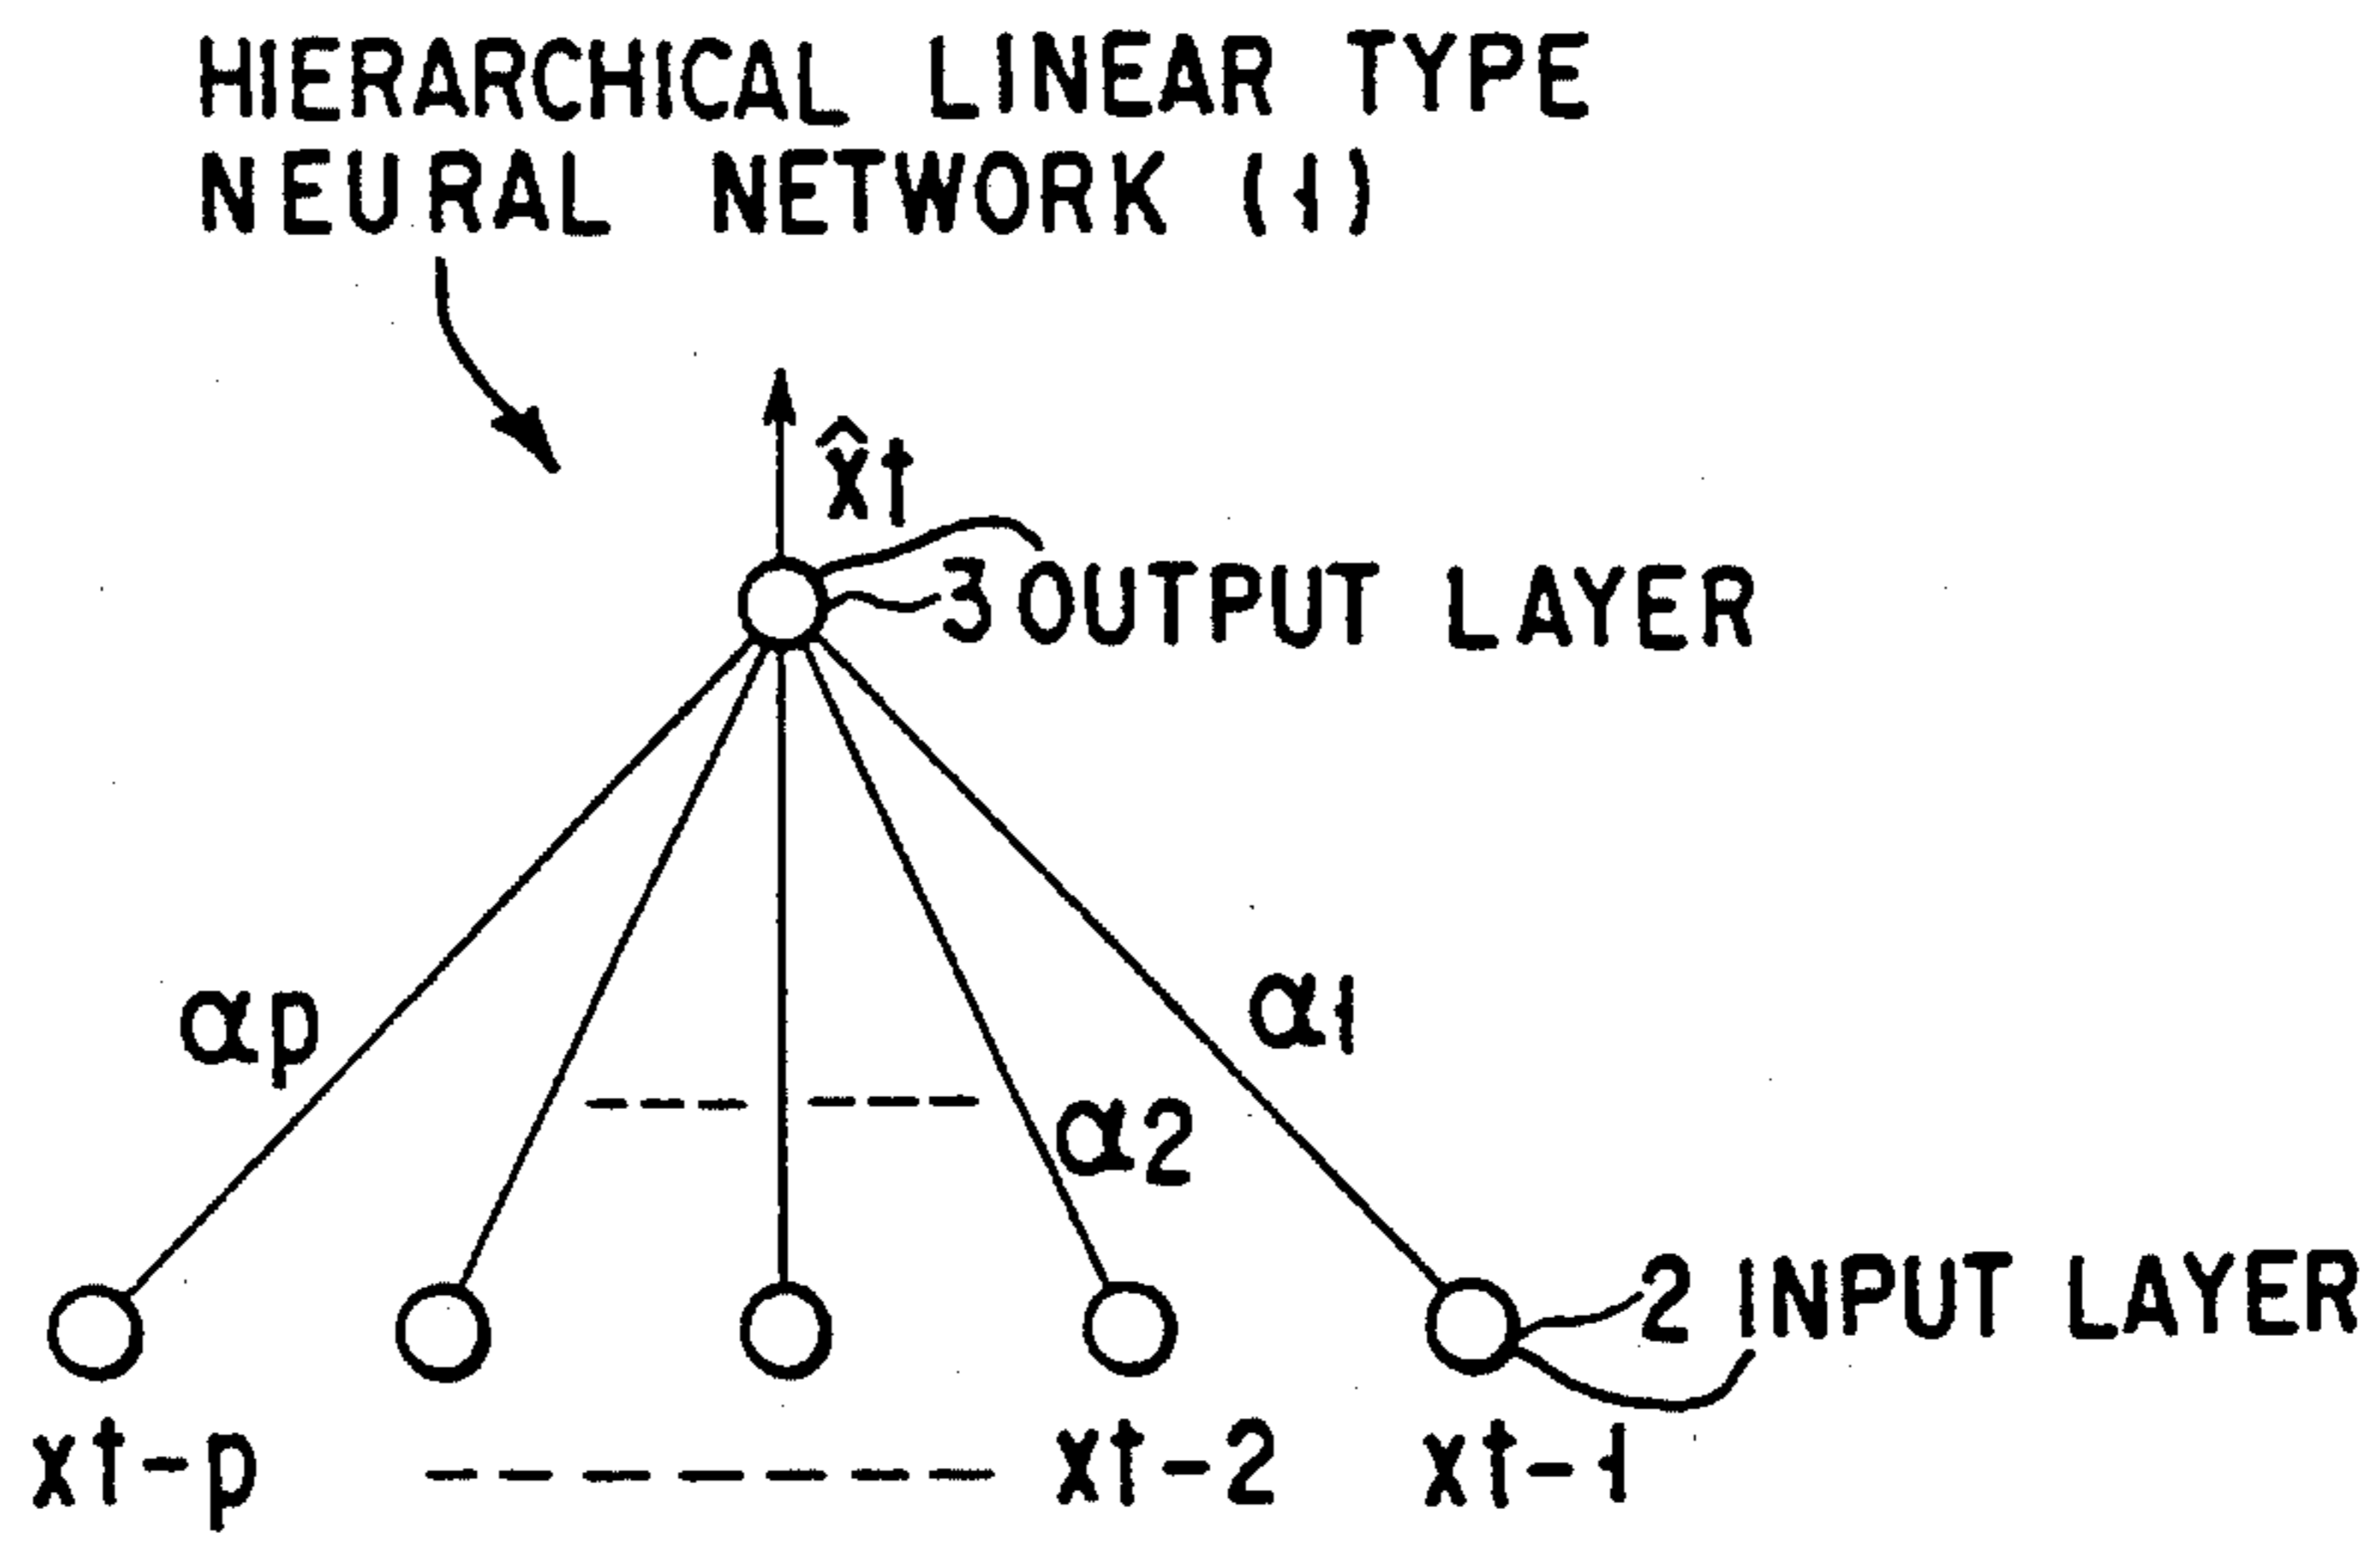 HIERARCHICAL LINEAR TYPE
NEURAL NETWORK (1)
x̂t
3 OUTPUT LAYER
αp
α1
α2
2 INPUT LAYER
xt-p
xt-2
xt-1